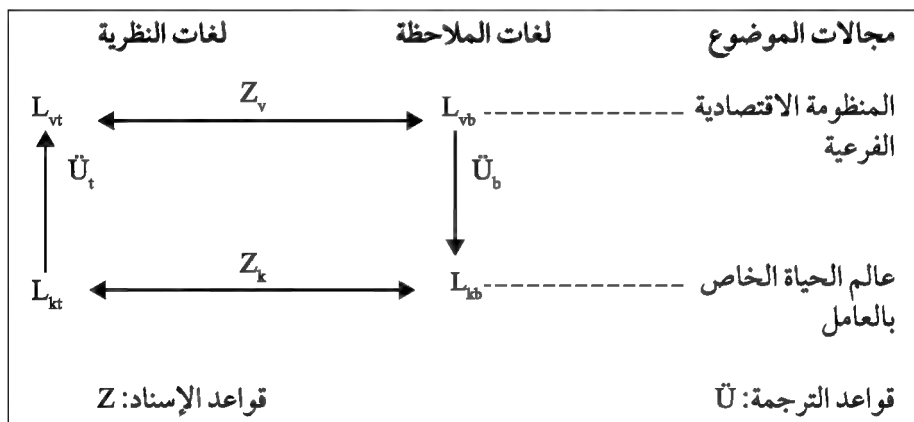 مجالات الموضوع لغات الملاحظة لغات النظرية
المنظومة الاقتصادية L_vb Z_v L_vt
الفرعية
Ü_b Ü_t
عالم الحياة الخاص L_kb Z_k L_kt
بالعامل
قواعد الترجمة: Ü قواعد الإسناد: Z